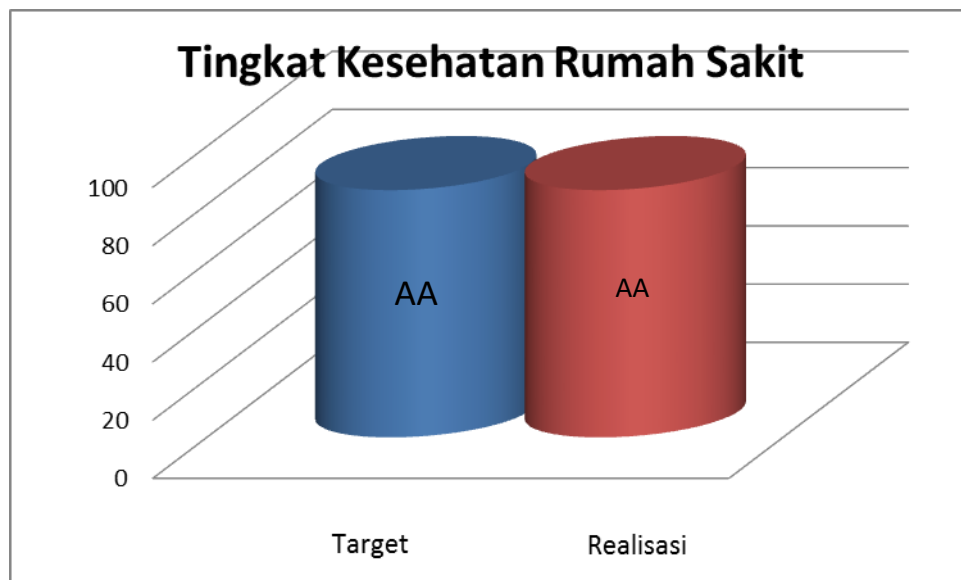 Tingkat Kesehatan Rumah Sakit
100
80
60
40
20
0
AA
AA
Target
Realisasi